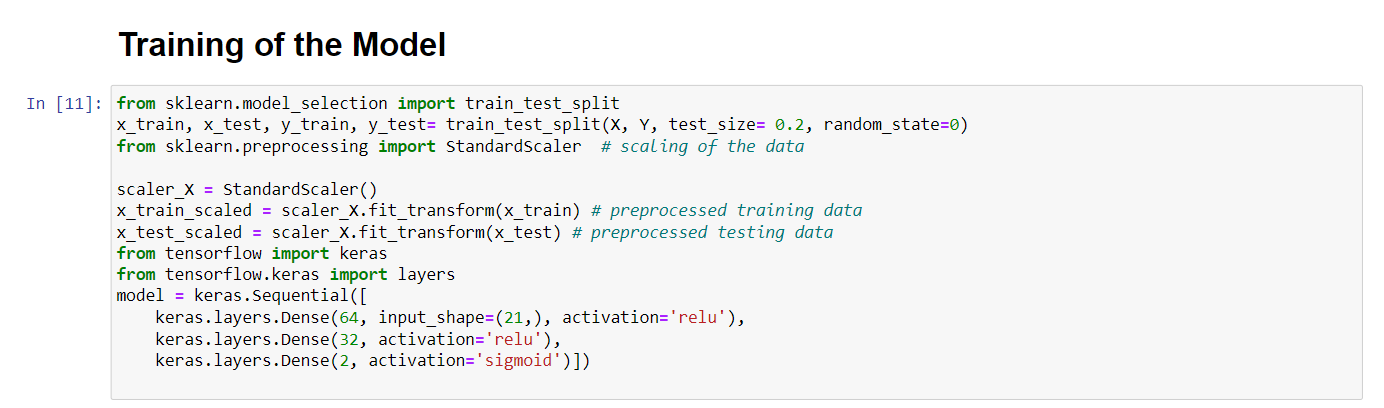 Training of the Model
In [11]: from sklearn.model_selection import train_test_split
x_train, x_test, y_train, y_test= train_test_split(X, Y, test_size= 0.2, random_state=0)
from sklearn.preprocessing import StandardScaler  # scaling of the data

scaler_X = StandardScaler()
x_train_scaled = scaler_X.fit_transform(x_train) # preprocessed training data
x_test_scaled = scaler_X.fit_transform(x_test) # preprocessed testing data
from tensorflow import keras
from tensorflow.keras import layers
model = keras.Sequential([
    keras.layers.Dense(64, input_shape=(21,), activation='relu'),
    keras.layers.Dense(32, activation='relu'),
    keras.layers.Dense(2, activation='sigmoid')])